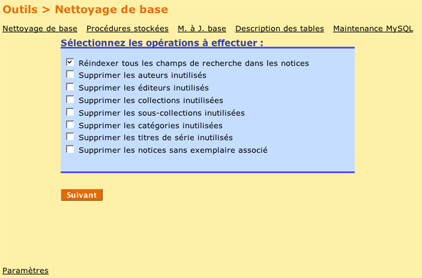 Outils > Nettoyage de base
Nettoyage de base Procédures stockées M. à J. base Description des tables Maintenance MySQL
Sélectionnez les opérations à effectuer :
Réindexer tous les champs de recherche dans les notices
Supprimer les auteurs inutilisés
Supprimer les éditeurs inutilisés
Supprimer les collections inutilisées
Supprimer les sous-collections inutilisées
Supprimer les catégories inutilisées
Supprimer les titres de série inutilisés
Supprimer les notices sans exemplaire associé
Suivant
Paramètres